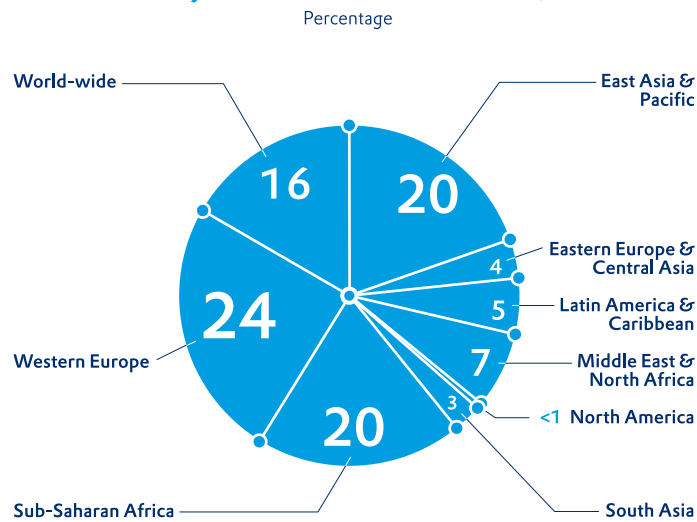 Percentage
World-wide
East Asia &
Pacific
16
20
Eastern Europe &
Central Asia
4
Latin America &
Caribbean
5
24
Western Europe
Middle East &
North Africa
7
<1 North America
3
20
Sub-Saharan Africa
South Asia